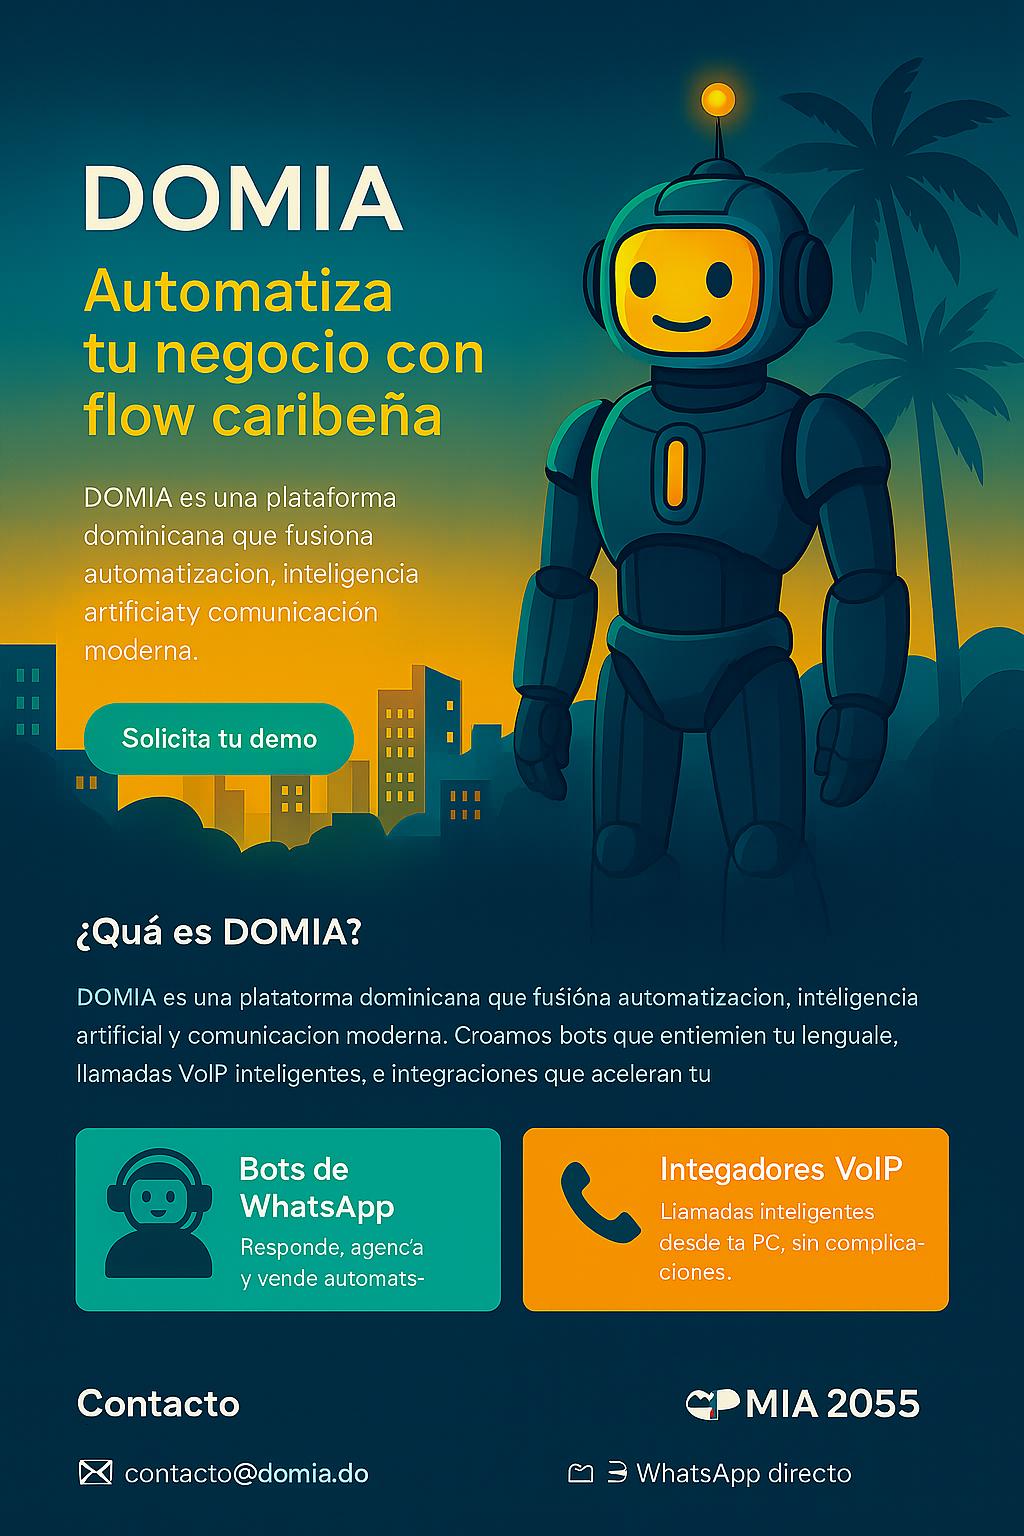 DOMIA
Automatiza
tu negocio con
flow caribeña
DOMIA es una plataforma
dominicana que fusiona
automatizacion, inteligencia
artificiaty comunicación
moderna.
Solicita tu demo
¿Quá es DOMIA?
DOMIA es una platatorma dominicana que fuśióna automatizacion, intéligencia
artificial y comunicacion moderna. Croamos bots que entiemien tu lenguale,
llamadas VoIP inteligentes, e integraciones que aceleran tu
Bots de
WhatsApp
Responde, agenc'a
y vende automats-
Integadores VoIP
Liamadas inteligentes
desde ta PC, sin complica-
ciones.
Contacto
MIA 2055
contacto@domia.do
WhatsApp directo